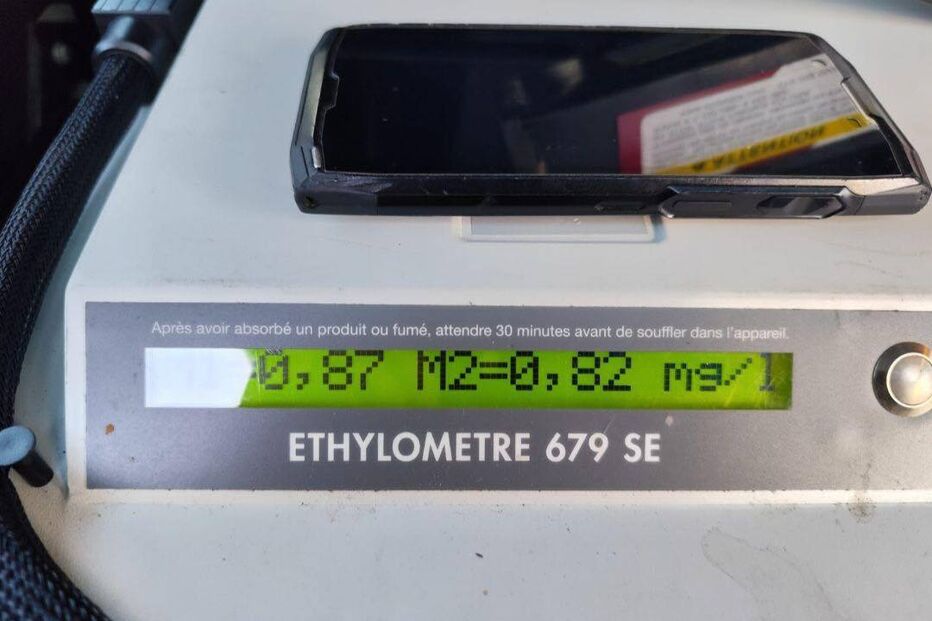 ATTENTION
Après avoir absorbé un produit ou fumé, attendre 30 minutes avant de souffler dans l'appareil.
0,87 M2=0,82 mg/l
ETHYLOMETRE 679 SE